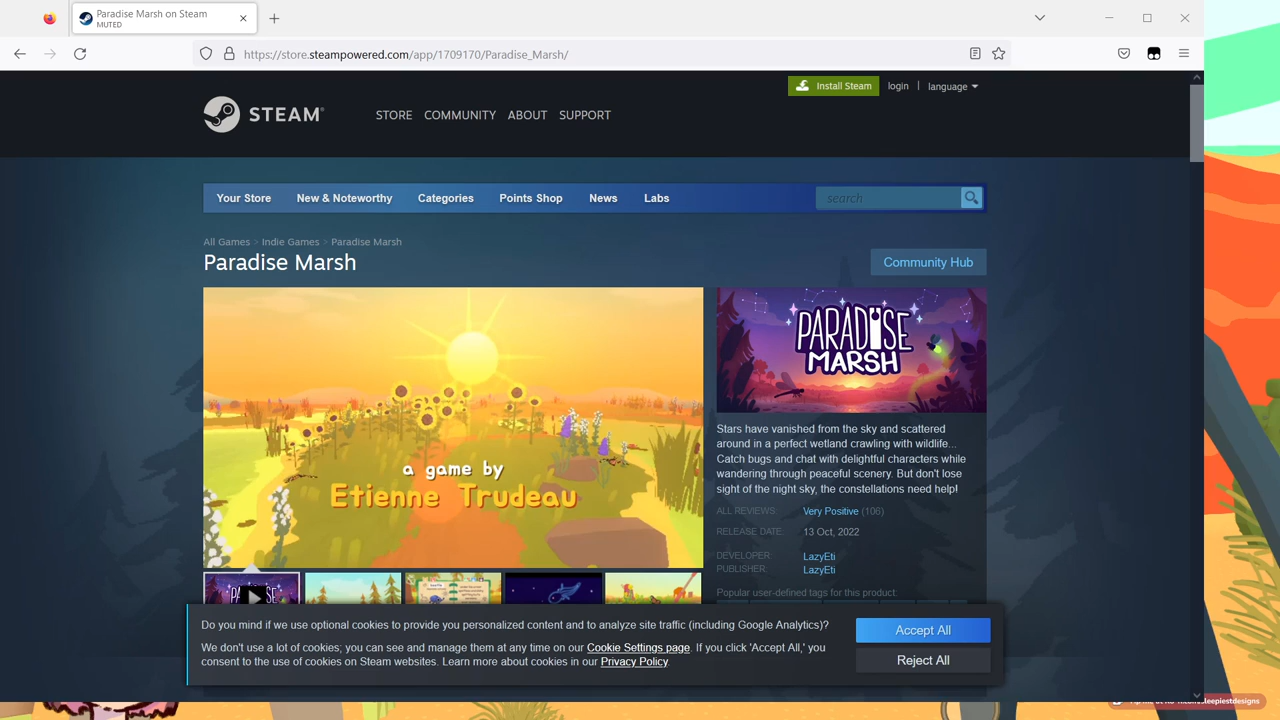 Paradise Marsh on Steam
MUTED
https://store.steampowered.com/app/1709170/Paradise_Marsh/
Install Steam
login
language
STEAM®
STORE
COMMUNITY
ABOUT
SUPPORT
Your Store
New & Noteworthy
Categories
Points Shop
News
Labs
search
All Games > Indie Games > Paradise Marsh
Paradise Marsh
Community Hub
a game by
Etienne Trudeau
PARADISE
MARSH
Stars have vanished from the sky and scattered
around in a perfect wetland crawling with wildlife...
Catch bugs and chat with delightful characters while
wandering through peaceful scenery. But don't lose
sight of the night sky, the constellations need help!
ALL REVIEWS: Very Positive (106)
RELEASE DATE: 13 Oct, 2022
DEVELOPER: LazyEti
PUBLISHER: LazyEti
Popular user-defined tags for this product:
Do you mind if we use optional cookies to provide you personalized content and to analyze site traffic (including Google Analytics)?
We don't use a lot of cookies; you can see and manage them at any time on our Cookie Settings page. If you click 'Accept All,' you
consent to the use of cookies on Steam websites. Learn more about cookies in our Privacy Policy.
Accept All
Reject All